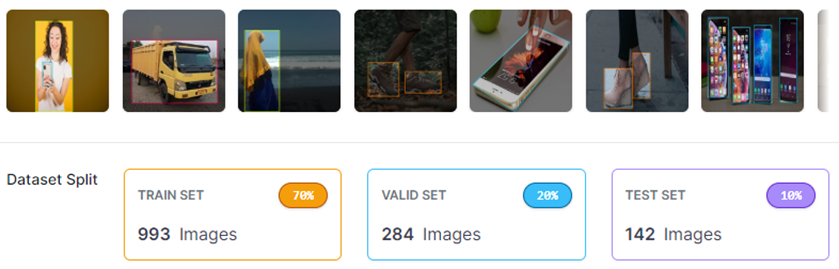 Dataset Split
TRAIN SET 70%
993 Images
VALID SET 20%
284 Images
TEST SET 10%
142 Images